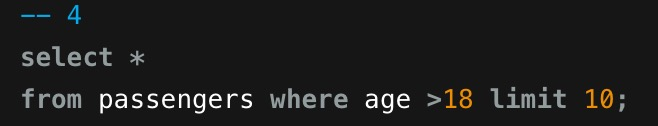 -- 4
select *
from passengers where age >18 limit 10;